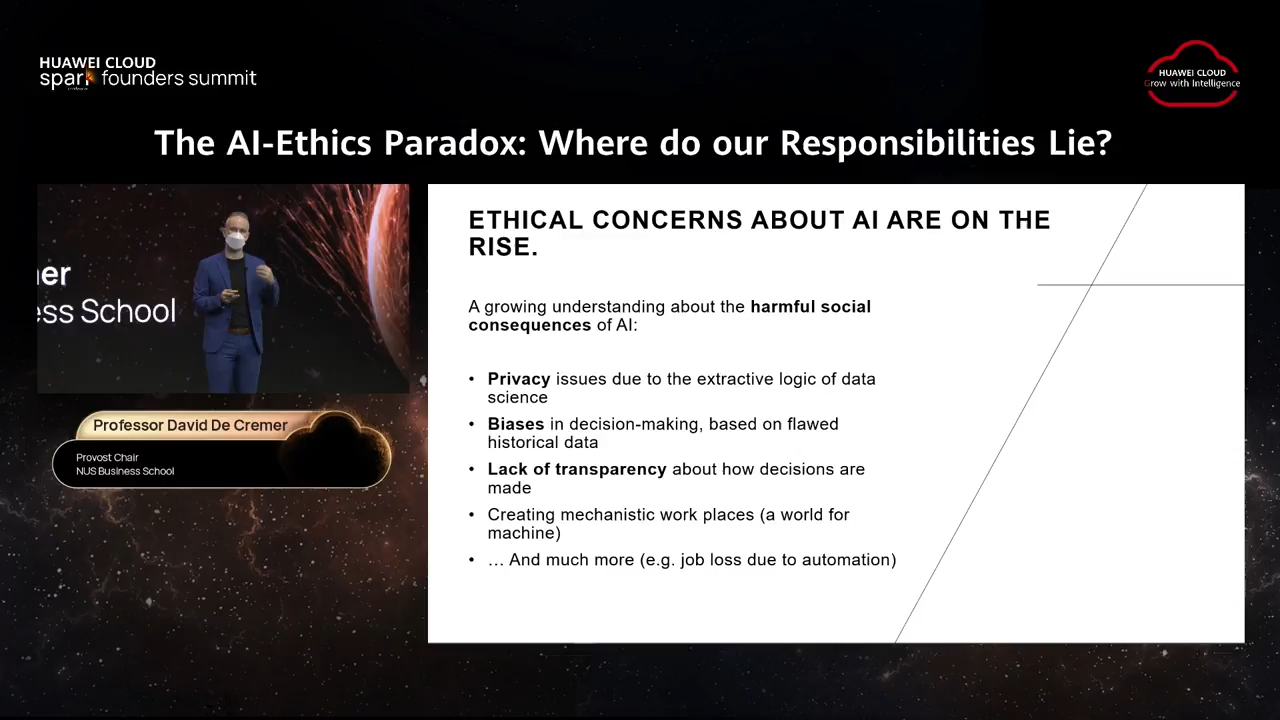 HUAWEI CLOUD
spark founders summit
HUAWEI CLOUD
Grow with Intelligence
The AI-Ethics Paradox: Where do our Responsibilities Lie?
er
ess School
Professor David De Cremer
Provost Chair
NUS Business School
ETHICAL CONCERNS ABOUT AI ARE ON THE
RISE.
A growing understanding about the harmful social
consequences of AI:
• Privacy issues due to the extractive logic of data
science
• Biases in decision-making, based on flawed
historical data
• Lack of transparency about how decisions are
made
• Creating mechanistic work places (a world for
machine)
• … And much more (e.g. job loss due to automation)